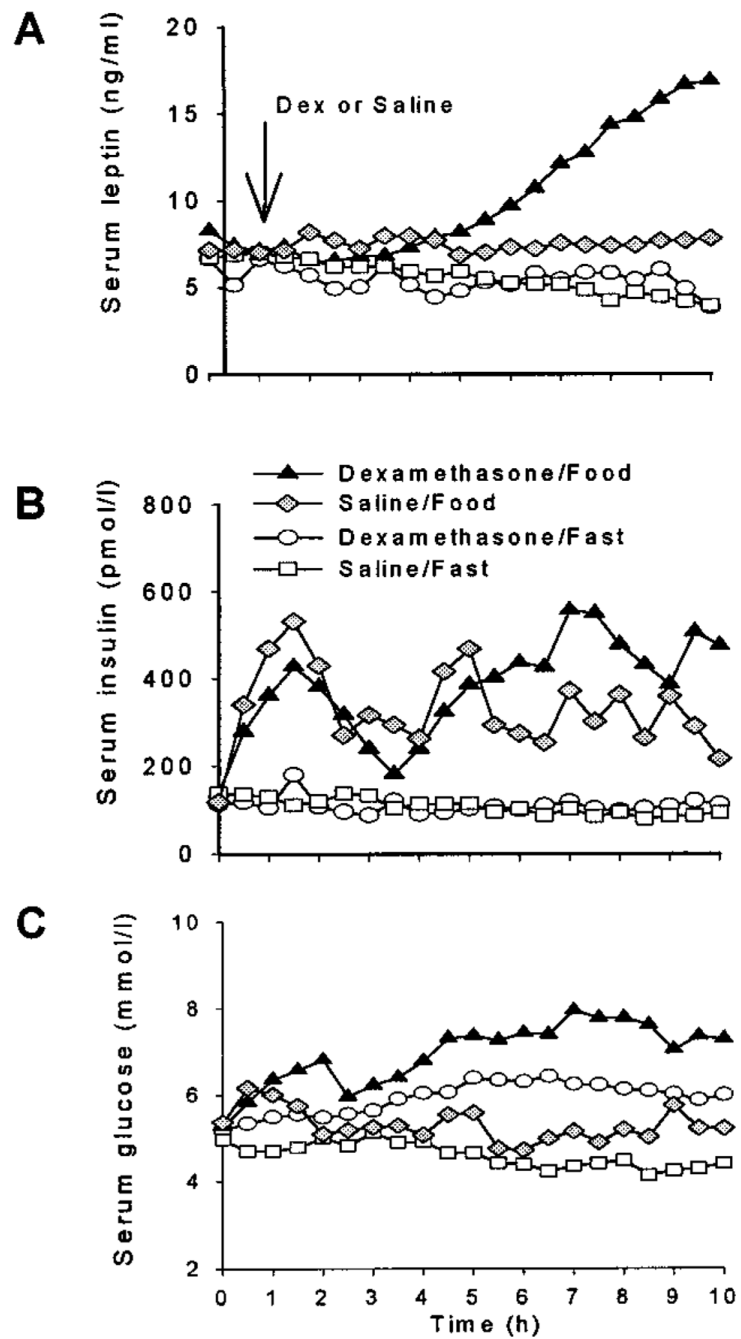 A
Serum leptin (ng/ml)
20
15
10
5
0
Dex or Saline
B
Serum insulin (pmol/l)
800
600
400
200
0
Dexamethasone/Food
Saline/Food
Dexamethasone/Fast
Saline/Fast
C
Serum glucose (mmol/l)
10
8
6
4
2
0 1 2 3 4 5 6 7 8 9 10
Time (h)